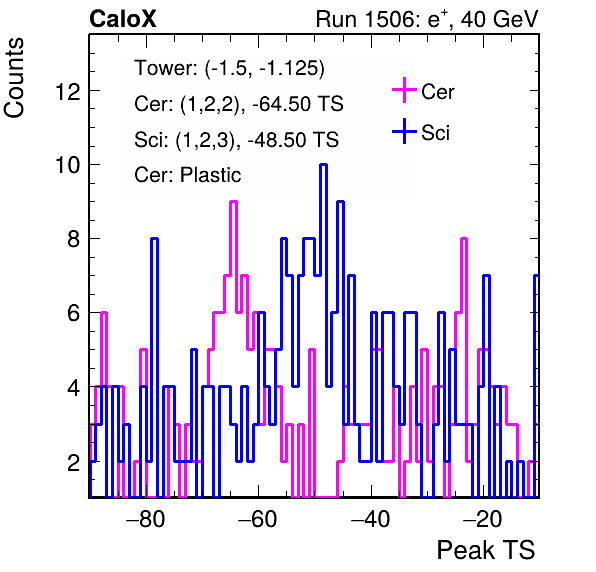 CaloX Run 1506: e⁺, 40 GeV
Counts
Tower: (-1.5, -1.125)
Cer: (1,2,2), -64.50 TS
Sci: (1,2,3), -48.50 TS
Cer: Plastic
Cer
Sci
12
10
8
6
4
2
−80 −60 −40 −20
Peak TS